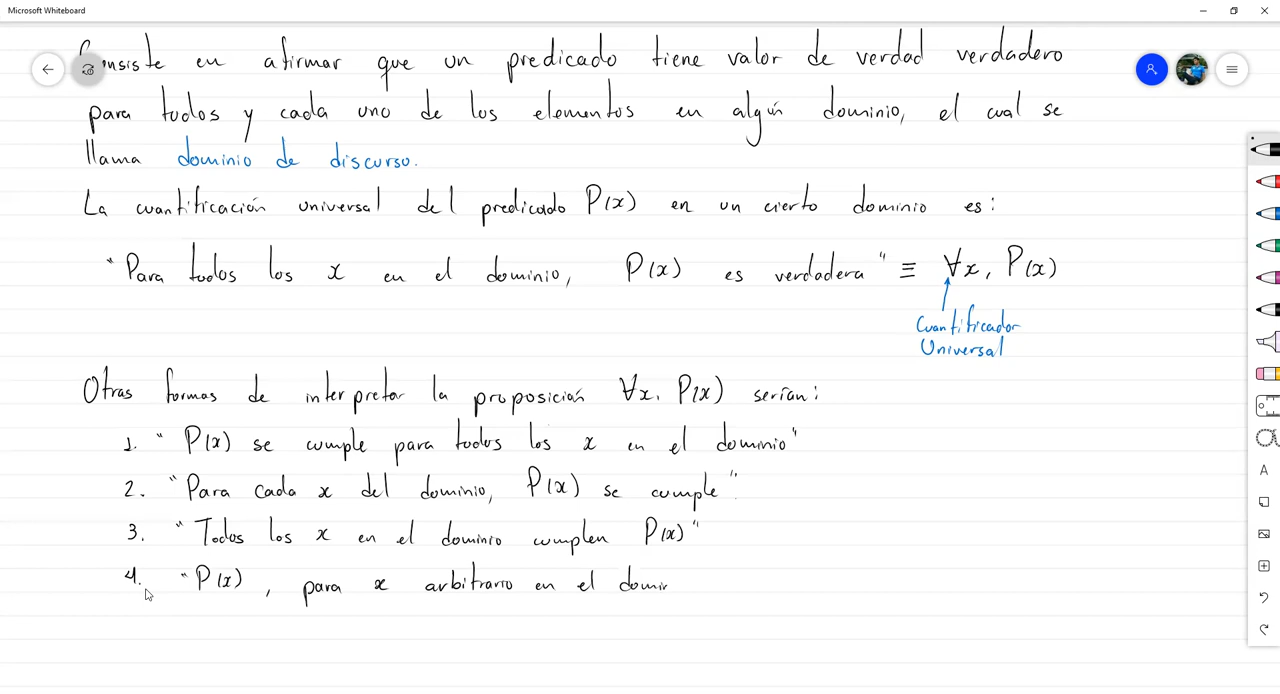 Microsoft Whiteboard
Consiste en afirmar que un predicado tiene valor de verdad verdadero
para todos y cada uno de los elementos en algún dominio, el cual se
llama dominio de discurso.
La cuantificación universal del predicado P(x) en un cierto dominio es:
"Para todos los x en el dominio, P(x) es verdadera" ≡ ∀x, P(x)
Cuantificador
Universal
Otras formas de interpretar la proposición ∀x, P(x) serían:
1. "P(x) se cumple para todos los x en el dominio"
2. "Para cada x del dominio, P(x) se cumple"
3. "Todos los x en el dominio cumplen P(x)"
4. "P(x), para x arbitrario en el domin